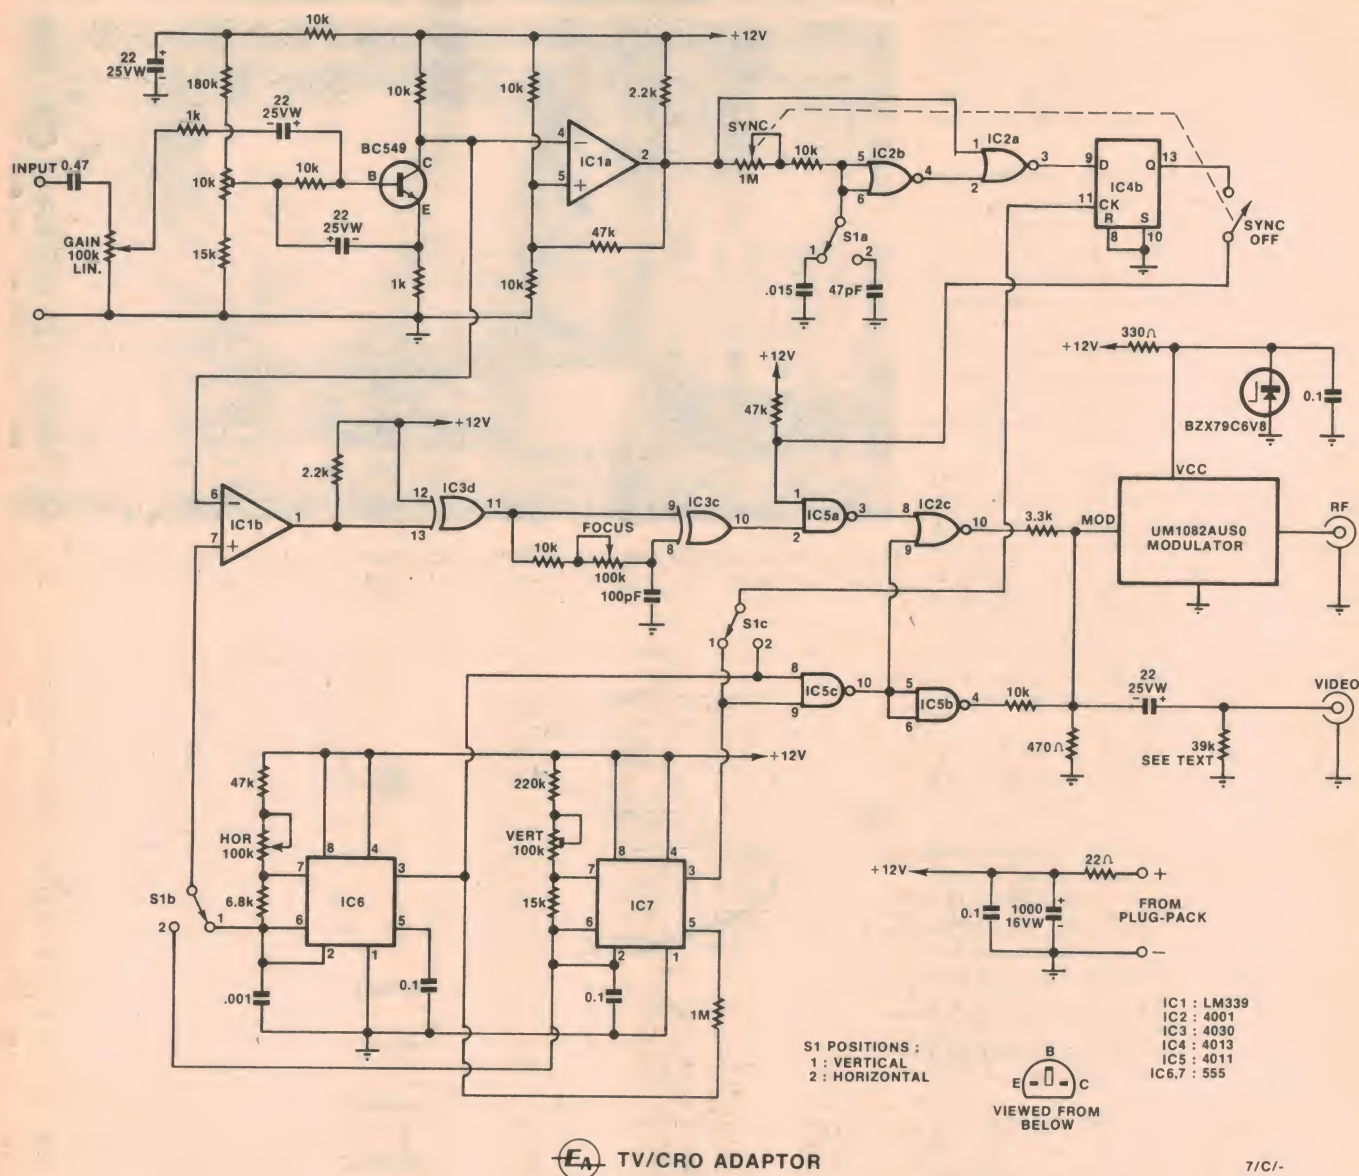 10k
+12V
22
25VW
+
-
180k
10k
10k
2.2k
22
25VW
-
+
1k
SYNC
1M
10k
IC2a
1
2
3
9
D
Q
13
IC4b
11
CK
R
S
8
10
SYNC
OFF
INPUT
0.47
BC549
B
C
E
10k
10k
4
-
5
+
IC1a
2
IC2b
5
6
4
22
25VW
+
-
GAIN
100k
LIN.
15k
1k
10k
47k
S1a
1
2
.015
47pF
+12V
47k
+12V
330Ω
BZX79C6V8
0.1
VCC
+12V
2.2k
6
-
7
+
IC1b
1
12
13
IC3d
11
9
8
IC3c
10
FOCUS
10k
100k
100pF
1
2
IC5a
3
8
9
IC2c
10
3.3k
MOD
UM1082AUS0
MODULATOR
RF
S1c
1
2
8
9
IC5c
10
5
6
IC5b
4
10k
22
25VW
-
+
VIDEO
470Ω
39k
SEE TEXT
+12V
47k
HOR
100k
6.8k
7
8
4
3
6
2
1
5
IC6
.001
0.1
S1b
1
2
220k
VERT
100k
15k
7
8
4
3
6
2
1
5
IC7
0.1
1M
+12V
22Ω
+
0.1
1000
16VW
+
-
FROM
PLUG-PACK
-
S1 POSITIONS :
1 : VERTICAL
2 : HORIZONTAL
B
E
C
VIEWED FROM
BELOW
IC1 : LM339
IC2 : 4001
IC3 : 4030
IC4 : 4013
IC5 : 4011
IC6,7 : 555
EA TV/CRO ADAPTOR
7/C/-